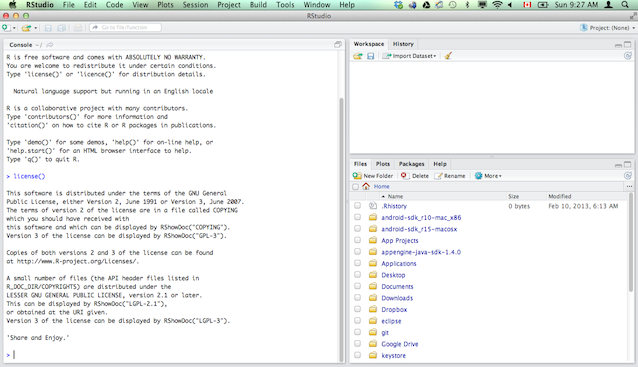 RStudio File Edit Code View Plots Session Project Build Tools Window Help Sun 9:27 AM
RStudio
Go to file/function Project: (None)
Console ~/
R is free software and comes with ABSOLUTELY NO WARRANTY.
You are welcome to redistribute it under certain conditions.
Type 'license()' or 'licence()' for distribution details.
Natural language support but running in an English locale
R is a collaborative project with many contributors.
Type 'contributors()' for more information and
'citation()' on how to cite R or R packages in publications.
Type 'demo()' for some demos, 'help()' for on-line help, or
'help.start()' for an HTML browser interface to help.
Type 'q()' to quit R.
> license()
This software is distributed under the terms of the GNU General
Public License, either Version 2, June 1991 or Version 3, June 2007.
The terms of version 2 of the license are in a file called COPYING
which you should have received with
this software and which can be displayed by RShowDoc("COPYING").
Version 3 of the license can be displayed by RShowDoc("GPL-3").
Copies of both versions 2 and 3 of the license can be found
at http://www.R-project.org/Licenses/.
A small number of files (the API header files listed in
R_DOC_DIR/COPYRIGHTS) are distributed under the
LESSER GNU GENERAL PUBLIC LICENSE, version 2.1 or later.
This can be displayed by RShowDoc("LGPL-2.1"),
or obtained at the URI given.
Version 3 of the license can be displayed by RShowDoc("LGPL-3").
'Share and Enjoy.'
>
Workspace History
Import Dataset
Files Plots Packages Help
New Folder Delete Rename More
Home
Name Size Modified
.Rhistory 0 bytes Feb 10, 2013, 6:13 AM
android-sdk_r10-mac_x86
android-sdk_r15-macosx
App Projects
appengine-java-sdk-1.4.0
Applications
Desktop
Documents
Downloads
Dropbox
eclipse
git
Google Drive
keystore